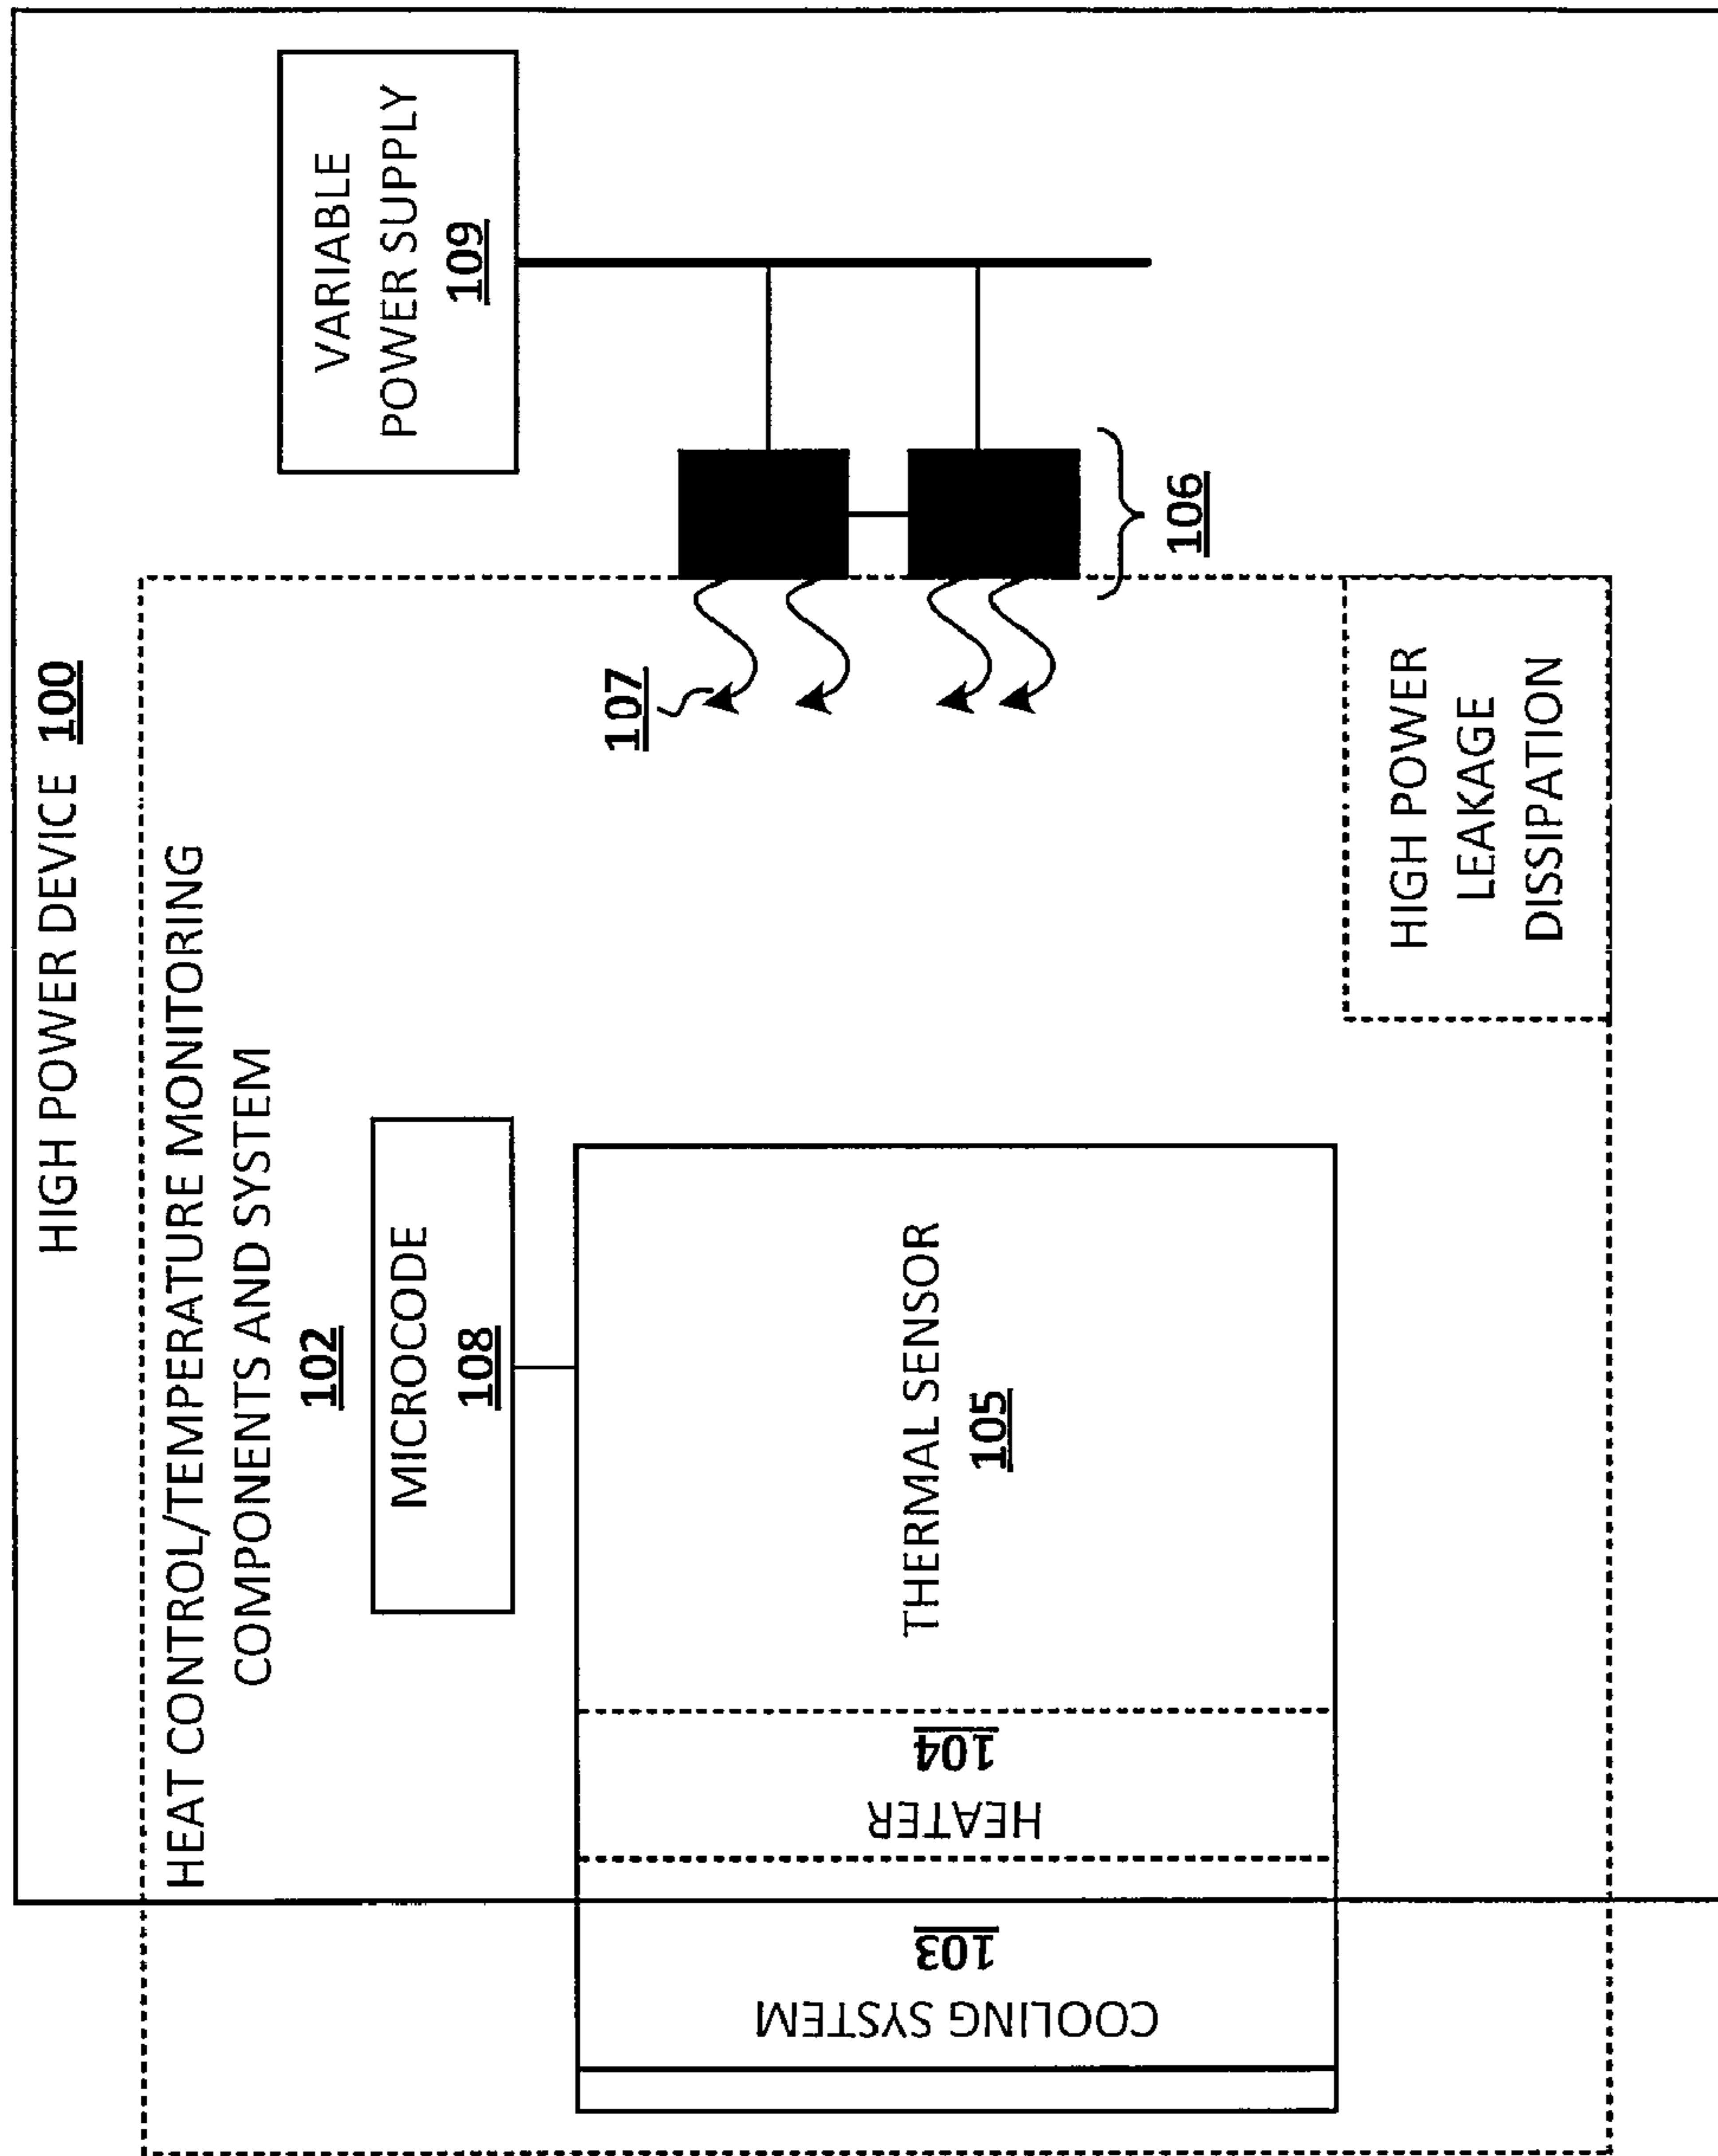 HIGH POWER DEVICE 100
HEAT CONTROL/TEMPERATURE MONITORING
COMPONENTS AND SYSTEM
102
MICROCODE
108
VARIABLE
POWER SUPPLY
109
107
106
THERMAL SENSOR
105
HEATER
104
COOLING SYSTEM
103
HIGH POWER
LEAKAGE
DISSIPATION